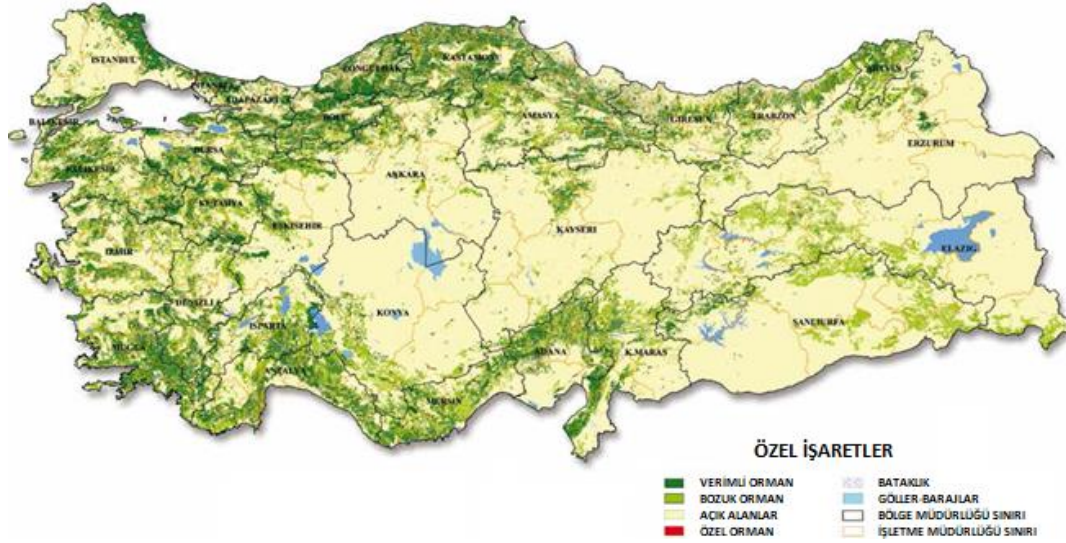 İSTANBUL
ZONGULDAK
KASTAMONU
ADAPAZARI
BOLU
AMASYA
GİRESUN
TRABZON
ERZURUM
BALIKESİR
BURSA
BALIKESİR
ANKARA
KÜTAHYA
ESKİŞEHİR
KAYSERİ
ELAZIĞ
İZMİR
DENİZLİ
KONYA
ISPARTA
ŞANLIURFA
MUĞLA
ADANA
K.MARAŞ
ANTALYA
MERSİN
ÖZEL İŞARETLER
VERİMLİ ORMAN
BOZUK ORMAN
AÇIK ALANLAR
ÖZEL ORMAN
BATAKLIK
GÖLLER-BARAJLAR
BÖLGE MÜDÜRLÜĞÜ SINIRI
İŞLETME MÜDÜRLÜĞÜ SINIRI